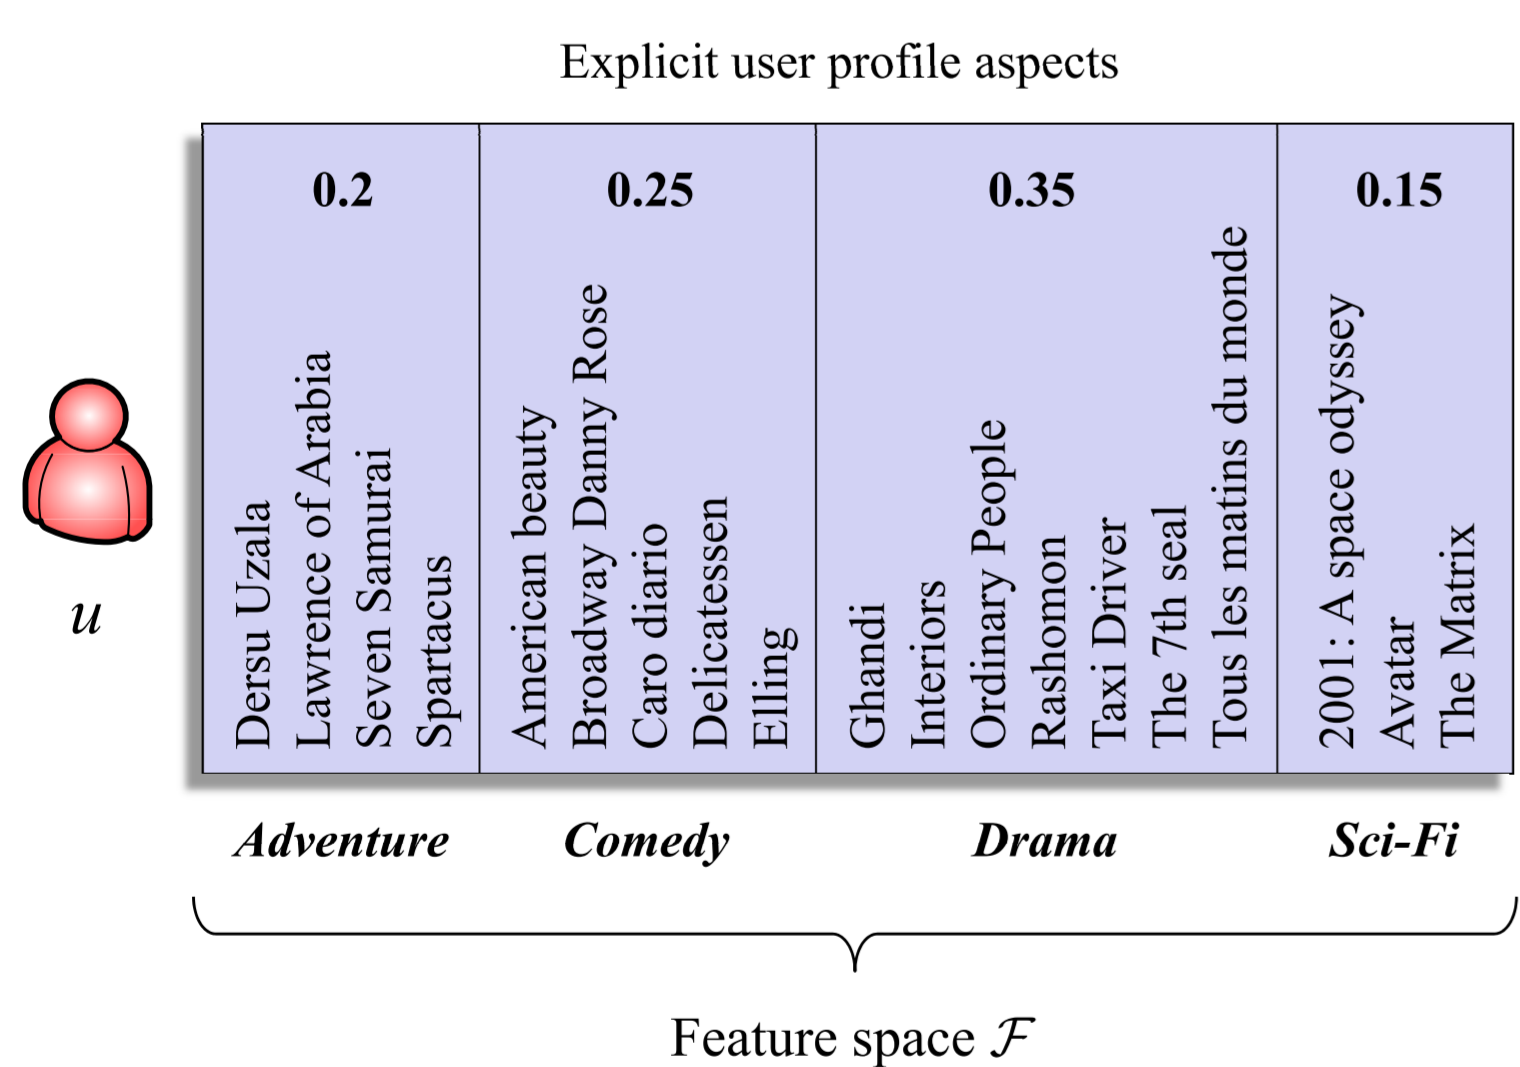 Explicit user profile aspects
0.2
Dersu Uzala
Lawrence of Arabia
Seven Samurai
Spartacus
0.25
American beauty
Broadway Danny Rose
Caro diario
Delicatessen
Elling
0.35
Ghandi
Interiors
Ordinary People
Rashomon
Taxi Driver
The 7th seal
Tous les matins du monde
0.15
2001: A space odyssey
Avatar
The Matrix
u
Adventure
Comedy
Drama
Sci-Fi
Feature space ℱ